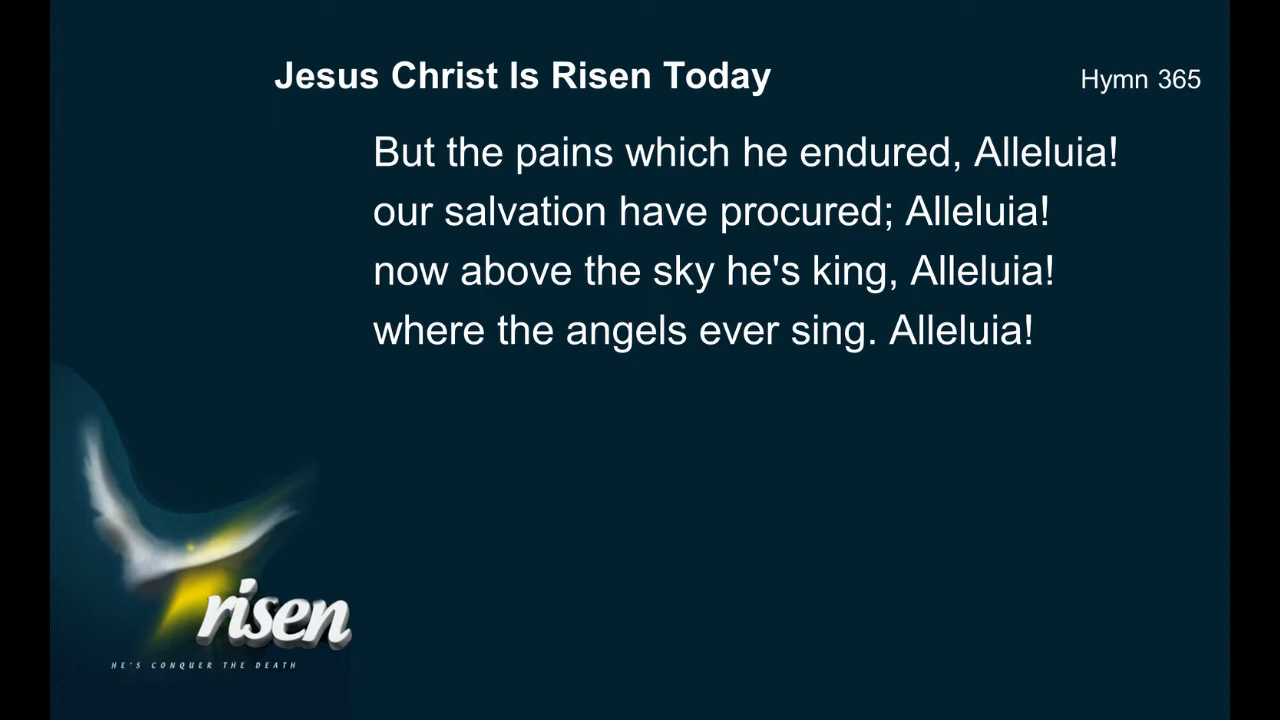 Jesus Christ Is Risen Today
Hymn 365
But the pains which he endured, Alleluia!
our salvation have procured; Alleluia!
now above the sky he's king, Alleluia!
where the angels ever sing. Alleluia!
risen
HE'S CONQUER THE DEATH